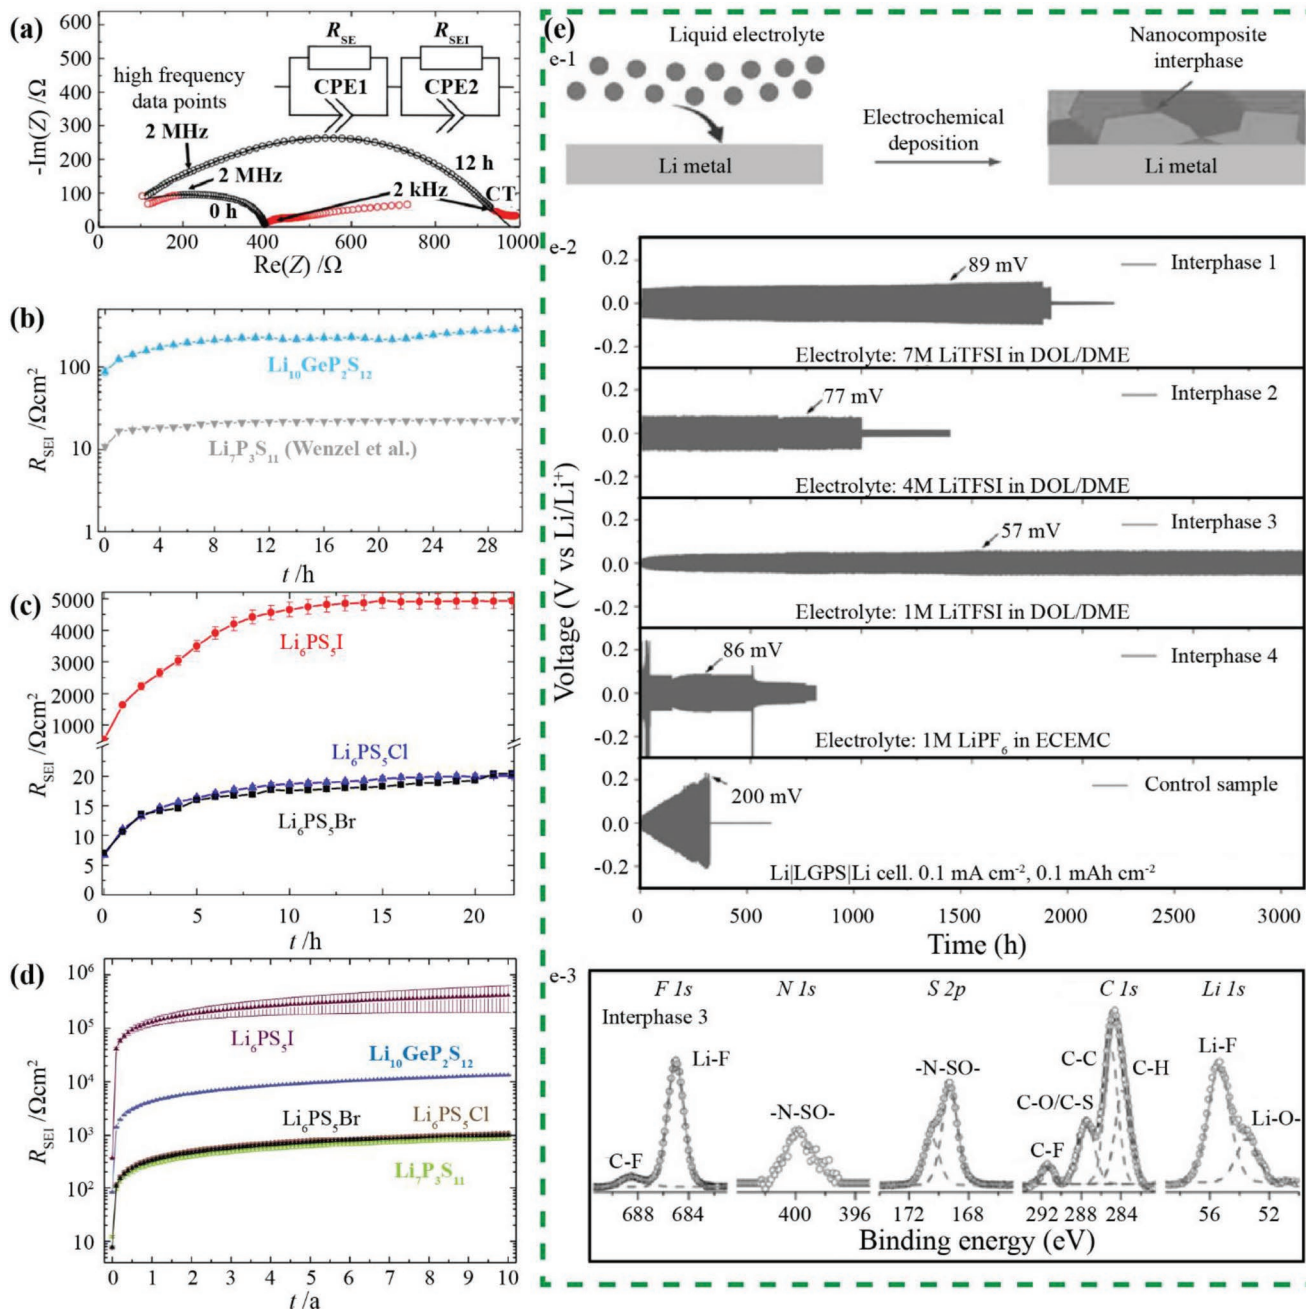 (a)
-Im(Z) /Ω
600
500
400
300
200
100
0
high frequency
data points
R_SE
R_SEI
CPE1
CPE2
2 MHz
2 MHz
12 h
0 h
2 kHz
CT
0 200 400 600 800 1000
Re(Z) /Ω
(b)
R_SEI /Ωcm²
100
10
1
Li₁₀GeP₂S₁₂
Li₇P₃S₁₁ (Wenzel et al.)
0 4 8 12 16 20 24 28
t /h
(c)
R_SEI /Ωcm²
5000
4000
3000
2000
1000
20
15
10
5
0
Li₆PS₅I
Li₆PS₅Cl
Li₆PS₅Br
0 5 10 15 20
t /h
(d)
R_SEI /Ωcm²
10⁶
10⁵
10⁴
10³
10²
10
Li₆PS₅I
Li₁₀GeP₂S₁₂
Li₆PS₅Br
Li₆PS₅Cl
Li₇P₃S₁₁
0 1 2 3 4 5 6 7 8 9 10
t /a
(e)
e-1
Liquid electrolyte
Li metal
Electrochemical
deposition
Nanocomposite
interphase
Li metal
e-2
Voltage (V vs Li/Li⁺)
0.2
0.0
-0.2
89 mV
Interphase 1
Electrolyte: 7M LiTFSI in DOL/DME
0.2
0.0
-0.2
77 mV
Interphase 2
Electrolyte: 4M LiTFSI in DOL/DME
0.2
0.0
-0.2
57 mV
Interphase 3
Electrolyte: 1M LiTFSI in DOL/DME
0.2
0.0
-0.2
86 mV
Interphase 4
Electrolyte: 1M LiPF₆ in ECEMC
0.2
0.0
-0.2
200 mV
Control sample
Li|LGPS|Li cell. 0.1 mA cm⁻², 0.1 mAh cm⁻²
0 500 1000 1500 2000 2500 3000
Time (h)
e-3
F 1s N 1s S 2p C 1s Li 1s
Interphase 3
Li-F
C-F
-N-SO-
-N-SO-
C-C
C-H
C-O/C-S
C-F
Li-F
Li-O-
688 684 400 396 172 168 292 288 284 56 52
Binding energy (eV)